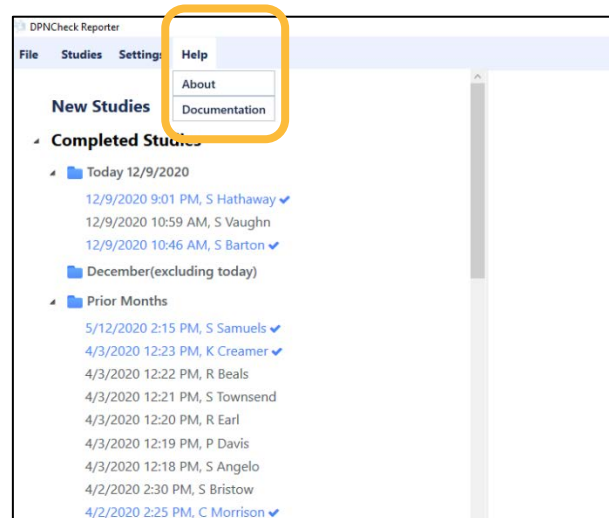 DPNCheck Reporter
File Studies Settings Help
About
Documentation
New Studies
Completed Studies
Today 12/9/2020
12/9/2020 9:01 PM, S Hathaway ✔
12/9/2020 10:59 AM, S Vaughn
12/9/2020 10:46 AM, S Barton ✔
December(excluding today)
Prior Months
5/12/2020 2:15 PM, S Samuels ✔
4/3/2020 12:23 PM, K Creamer ✔
4/3/2020 12:22 PM, R Beals
4/3/2020 12:21 PM, S Townsend
4/3/2020 12:20 PM, R Earl
4/3/2020 12:19 PM, P Davis
4/3/2020 12:18 PM, S Angelo
4/2/2020 2:30 PM, S Bristow
4/2/2020 2:25 PM, C Morrison ✔